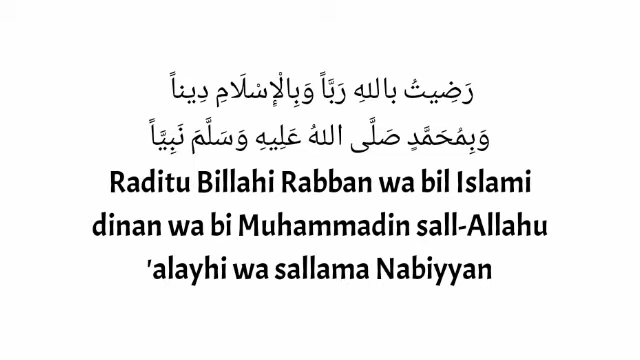 رَضِيتُ بِاللهِ رَبَّاً وَبِالْإِسْلَامِ دِيناً
وَبِمُحَمَّدٍ صَلَّى اللهُ عَلِيهِ وَسَلَّمَ نَبِيَّاً
Raditu Billahi Rabban wa bil Islami
dinan wa bi Muhammadin sall-Allahu
'alayhi wa sallama Nabiyyan